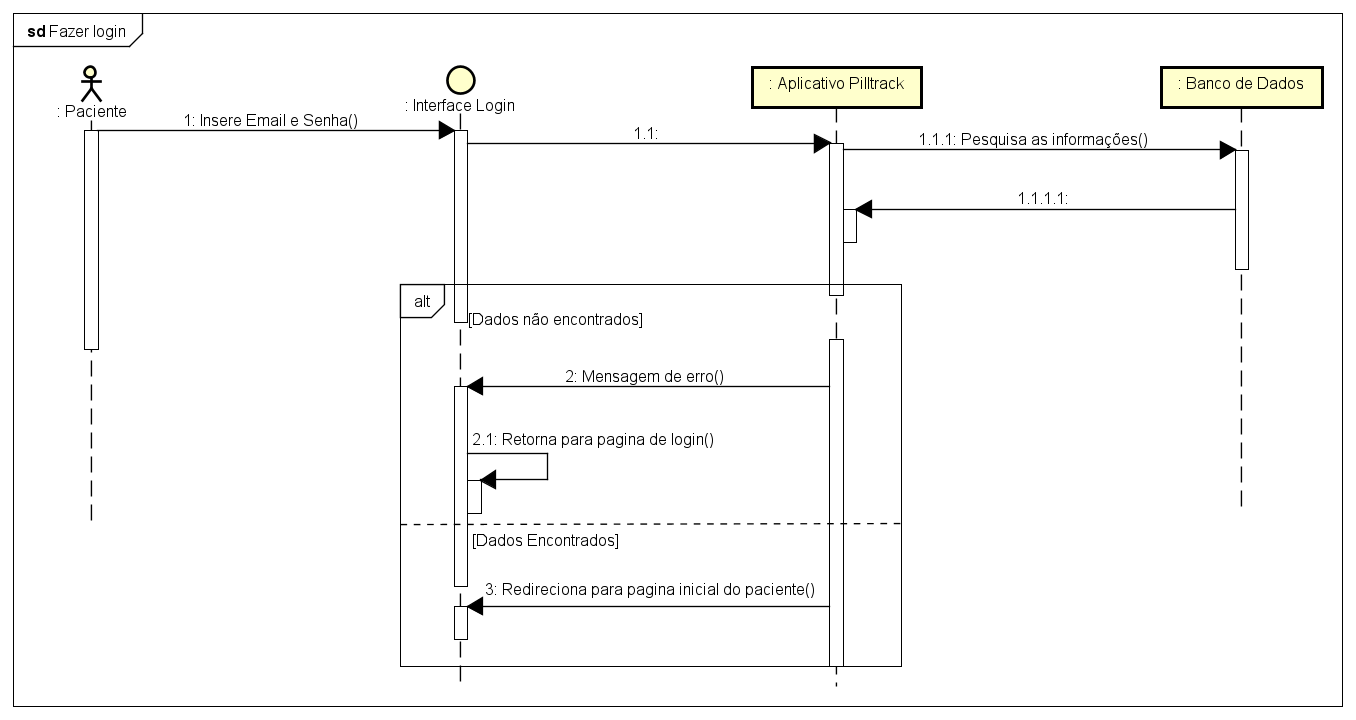 sd Fazer login
: Paciente
: Interface Login
: Aplicativo Pilltrack
: Banco de Dados
1: Insere Email e Senha()
1.1:
1.1.1: Pesquisa as informações()
1.1.1.1:
alt
[Dados não encontrados]
2: Mensagem de erro()
2.1: Retorna para pagina de login()
[Dados Encontrados]
3: Redireciona para pagina inicial do paciente()